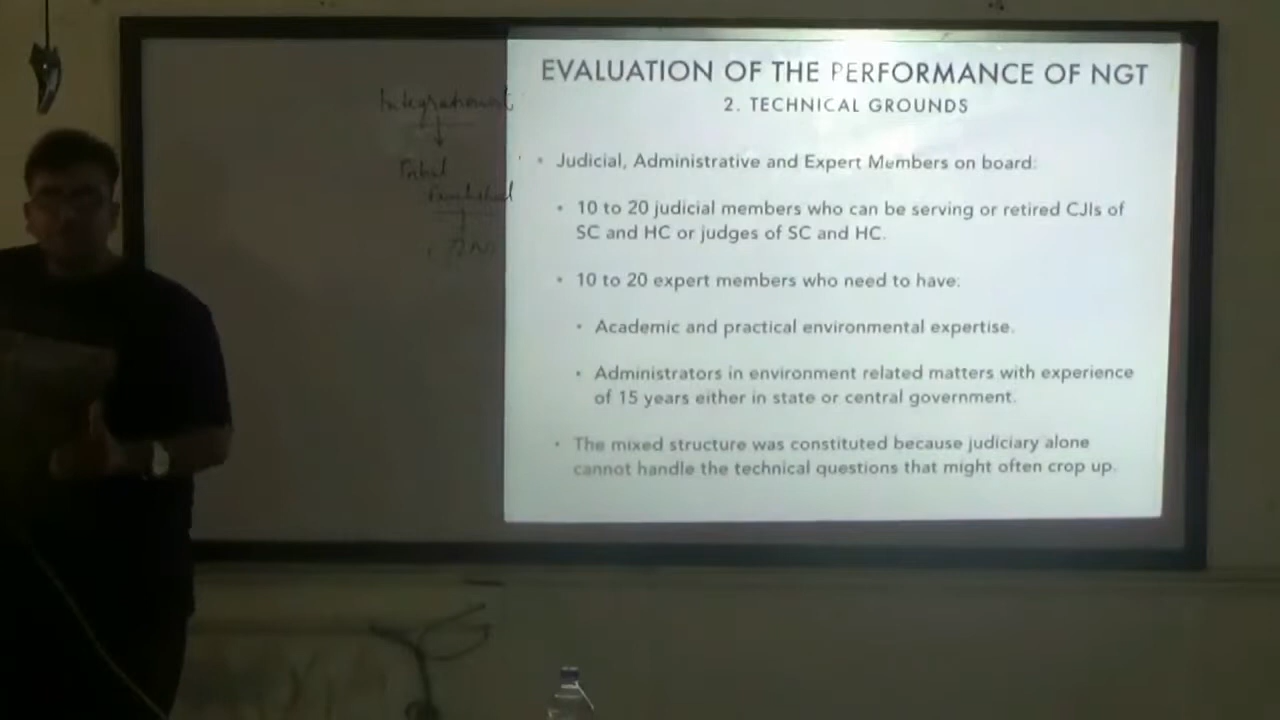 Integrationist
Tribal
EVALUATION OF THE PERFORMANCE OF NGT
2. TECHNICAL GROUNDS
• Judicial, Administrative and Expert Members on board:
• 10 to 20 judicial members who can be serving or retired CJIs of
SC and HC or judges of SC and HC.
• 10 to 20 expert members who need to have:
• Academic and practical environmental expertise.
• Administrators in environment related matters with experience
of 15 years either in state or central government.
• The mixed structure was constituted because judiciary alone
cannot handle the technical questions that might often crop up.